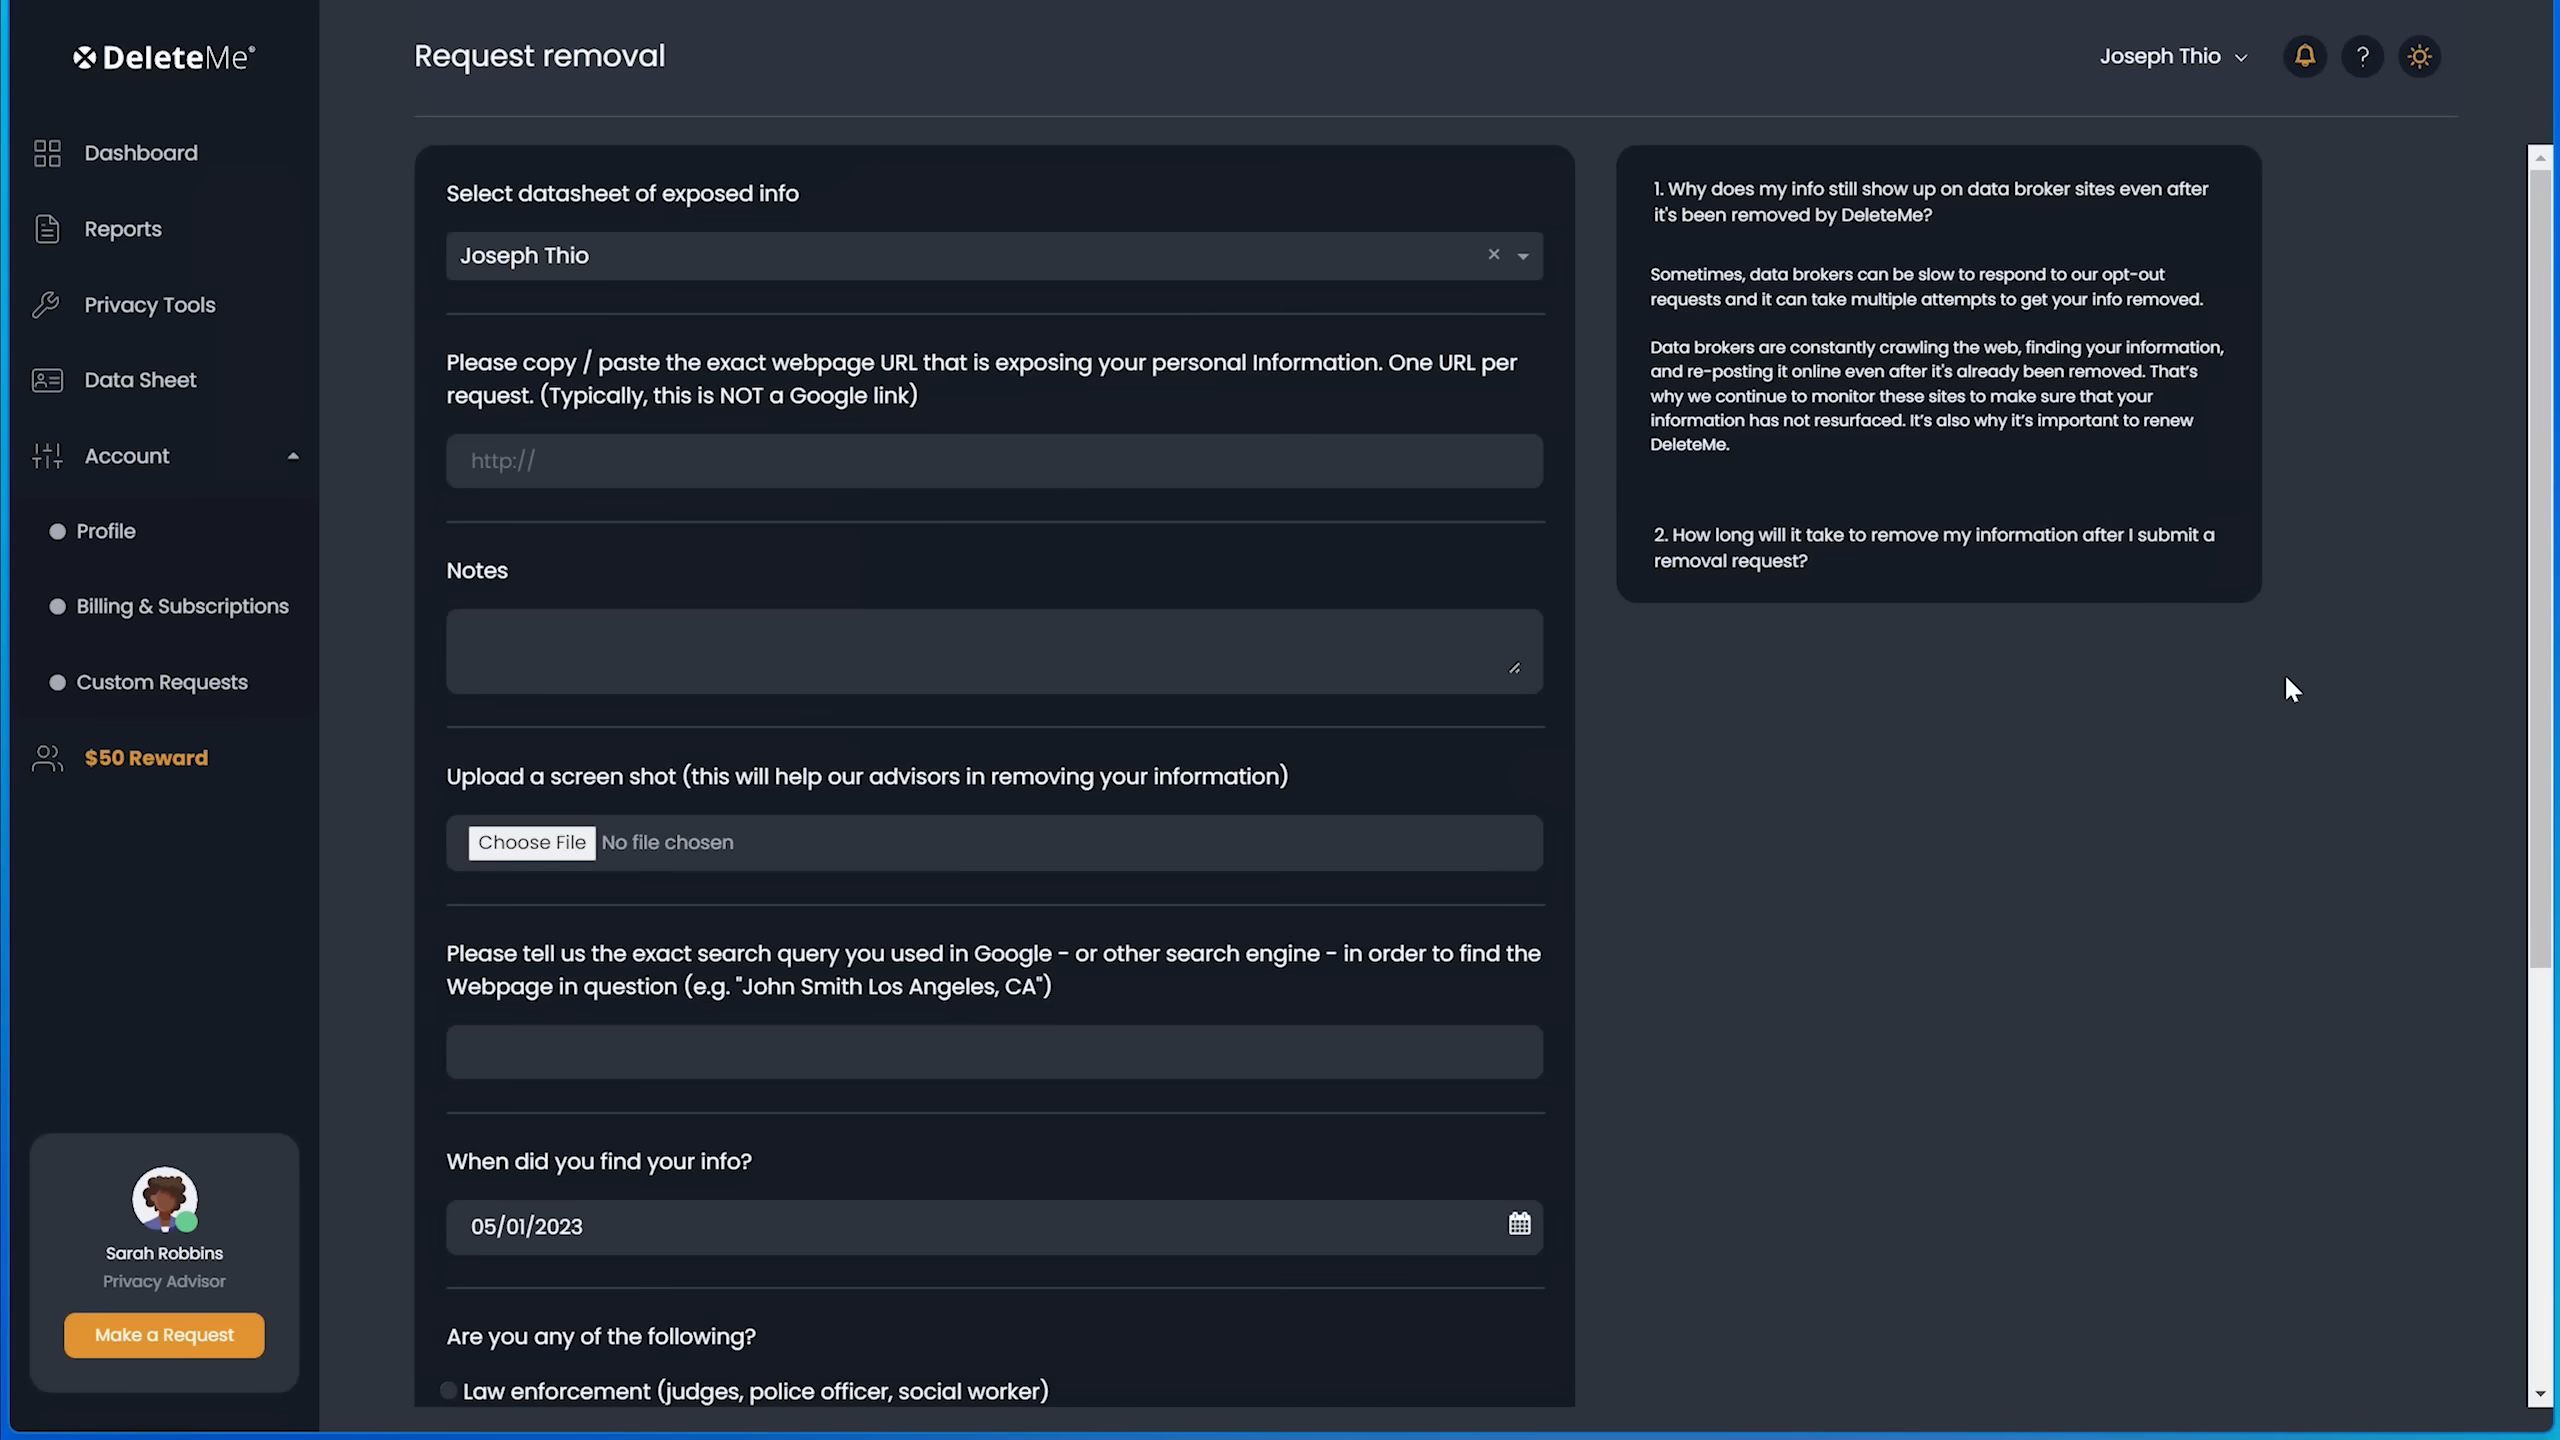 DeleteMe®
Request removal
Joseph Thio
?
Dashboard
Reports
Privacy Tools
Data Sheet
Account
Profile
Billing & Subscriptions
Custom Requests
$50 Reward
Sarah Robbins
Privacy Advisor
Make a Request
Select datasheet of exposed info
Joseph Thio
Please copy / paste the exact webpage URL that is exposing your personal Information. One URL per
request. (Typically, this is NOT a Google link)
http://
Notes
Upload a screen shot (this will help our advisors in removing your information)
Choose File No file chosen
Please tell us the exact search query you used in Google - or other search engine - in order to find the
Webpage in question (e.g. "John Smith Los Angeles, CA")
When did you find your info?
05/01/2023
Are you any of the following?
Law enforcement (judges, police officer, social worker)
1. Why does my info still show up on data broker sites even after
it's been removed by DeleteMe?
Sometimes, data brokers can be slow to respond to our opt-out
requests and it can take multiple attempts to get your info removed.
Data brokers are constantly crawling the web, finding your information,
and re-posting it online even after it's already been removed. That's
why we continue to monitor these sites to make sure that your
information has not resurfaced. It's also why it's important to renew
DeleteMe.
2. How long will it take to remove my information after I submit a
removal request?